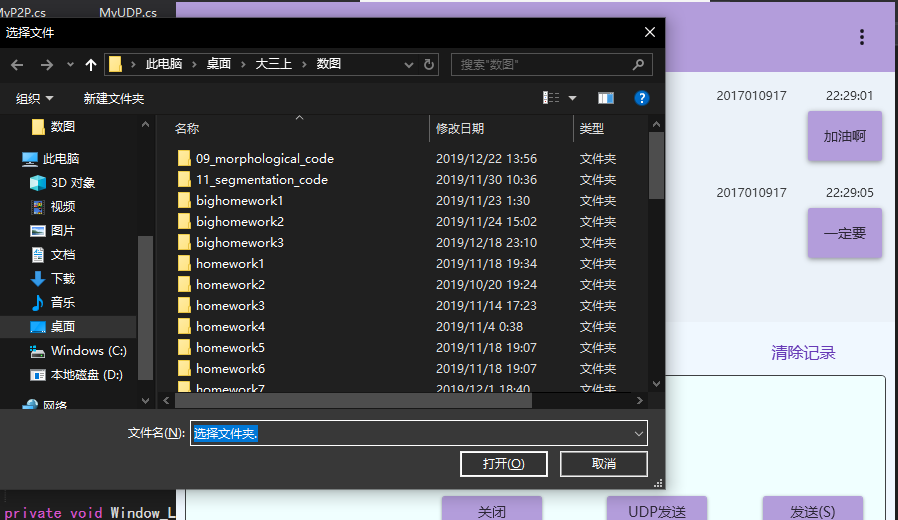 MyP2P.cs MyUDP.cs
选择文件
此电脑 桌面 大三上 数图
搜索"数图"
组织 新建文件夹
数图
此电脑
3D 对象
视频
图片
文档
下载
音乐
桌面
Windows (C:)
本地磁盘 (D:)
网络
名称 修改日期 类型
09_morphological_code 2019/12/22 13:56 文件夹
11_segmentation_code 2019/11/30 10:36 文件夹
bighomework1 2019/11/23 1:30 文件夹
bighomework2 2019/11/24 15:02 文件夹
bighomework3 2019/12/18 23:10 文件夹
homework1 2019/11/18 19:34 文件夹
homework2 2019/10/20 19:24 文件夹
homework3 2019/11/14 17:23 文件夹
homework4 2019/11/4 0:38 文件夹
homework5 2019/11/18 19:07 文件夹
homework6 2019/11/18 19:07 文件夹
homework7 2019/12/1 18:40 文件夹
文件名(N): 选择文件夹.
打开(O) 取消
2017010917 22:29:01
加油啊
2017010917 22:29:05
一定要
清除记录
关闭 UDP发送 发送(S)
private void Window_L